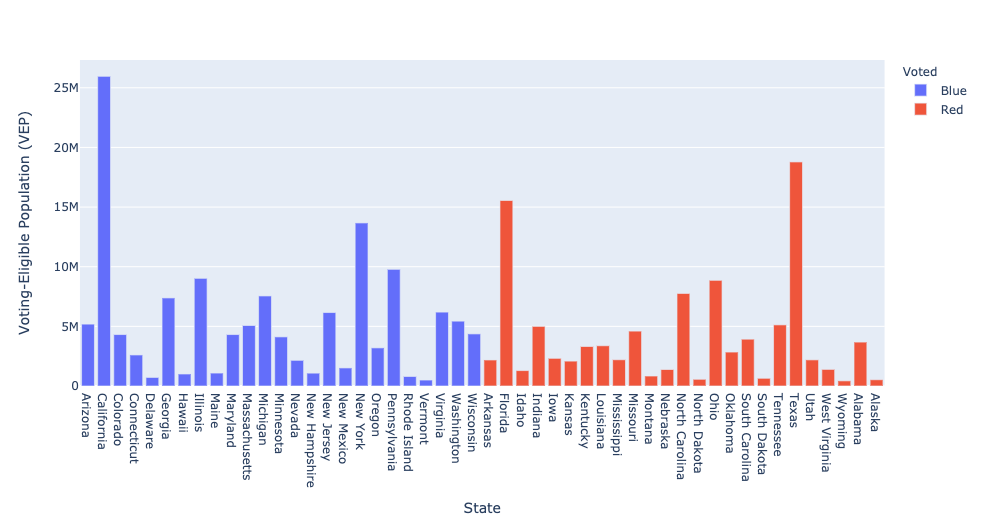 Voted
Blue
Red
Voting-Eligible Population (VEP)
25M
20M
15M
10M
5M
0
Arizona
California
Colorado
Connecticut
Delaware
Georgia
Hawaii
Illinois
Maine
Maryland
Massachusetts
Michigan
Minnesota
Nevada
New Hampshire
New Jersey
New Mexico
New York
Oregon
Pennsylvania
Rhode Island
Vermont
Virginia
Washington
Wisconsin
Arkansas
Florida
Idaho
Indiana
Iowa
Kansas
Kentucky
Louisiana
Mississippi
Missouri
Montana
Nebraska
North Carolina
North Dakota
Ohio
Oklahoma
South Carolina
South Dakota
Tennessee
Texas
Utah
West Virginia
Wyoming
Alabama
Alaska
State